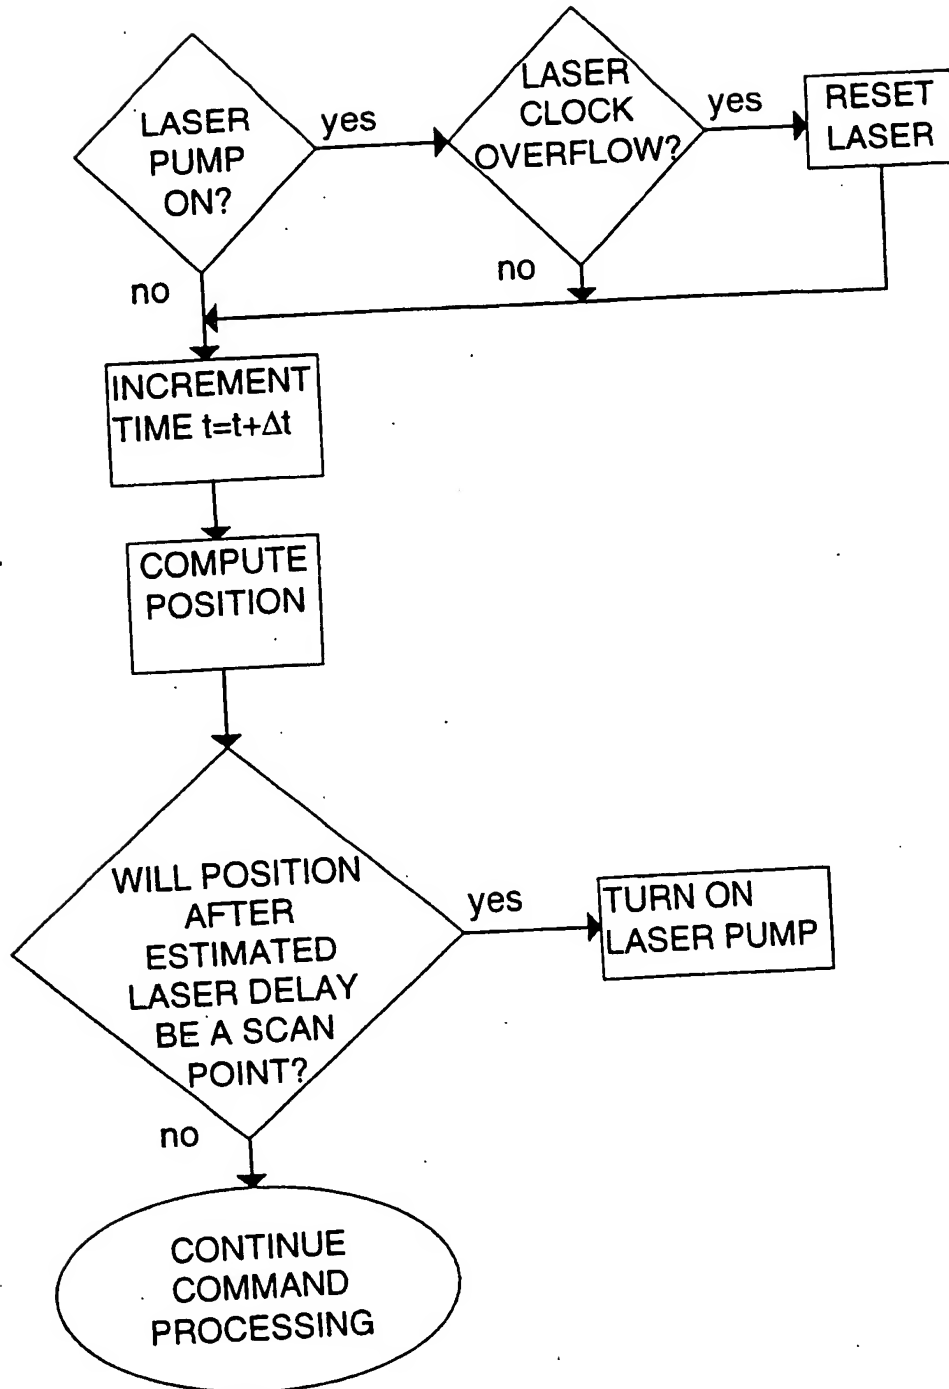 LASER
PUMP
ON?
yes
LASER
CLOCK
OVERFLOW?
yes
RESET
LASER
no
no
INCREMENT
TIME t=t+Δt
COMPUTE
POSITION
WILL POSITION
AFTER
ESTIMATED
LASER DELAY
BE A SCAN
POINT?
yes
TURN ON
LASER PUMP
no
CONTINUE
COMMAND
PROCESSING